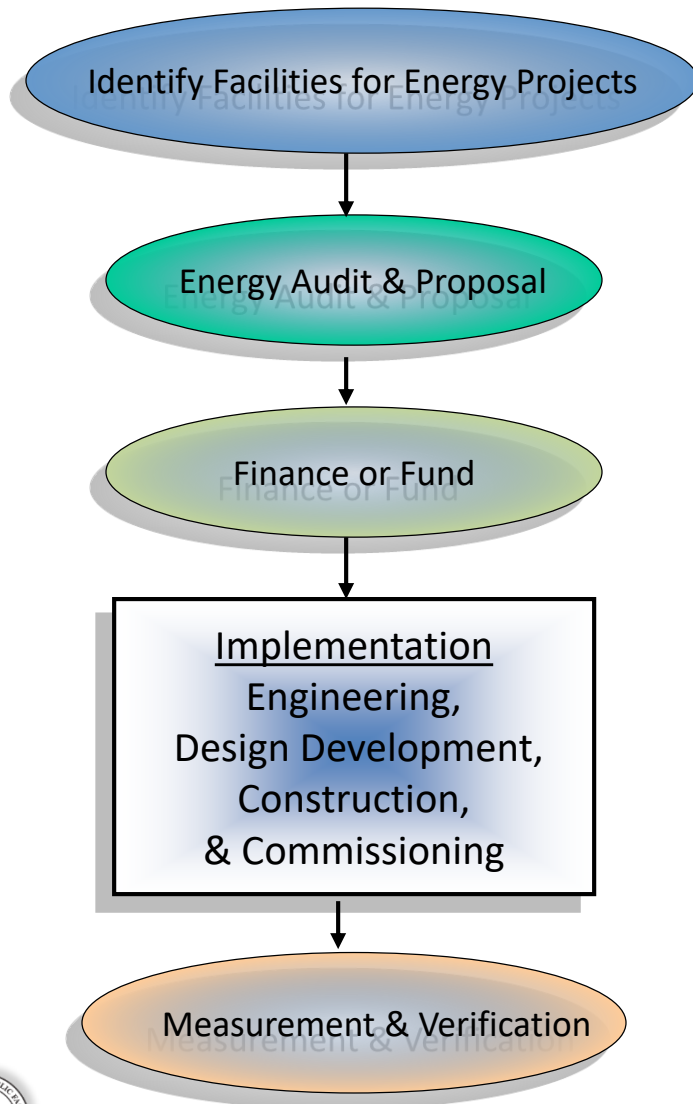 Identify Facilities for Energy Projects
Energy Audit & Proposal
Finance or Fund
Implementation
Engineering,
Design Development,
Construction,
& Commissioning
Measurement & Verification